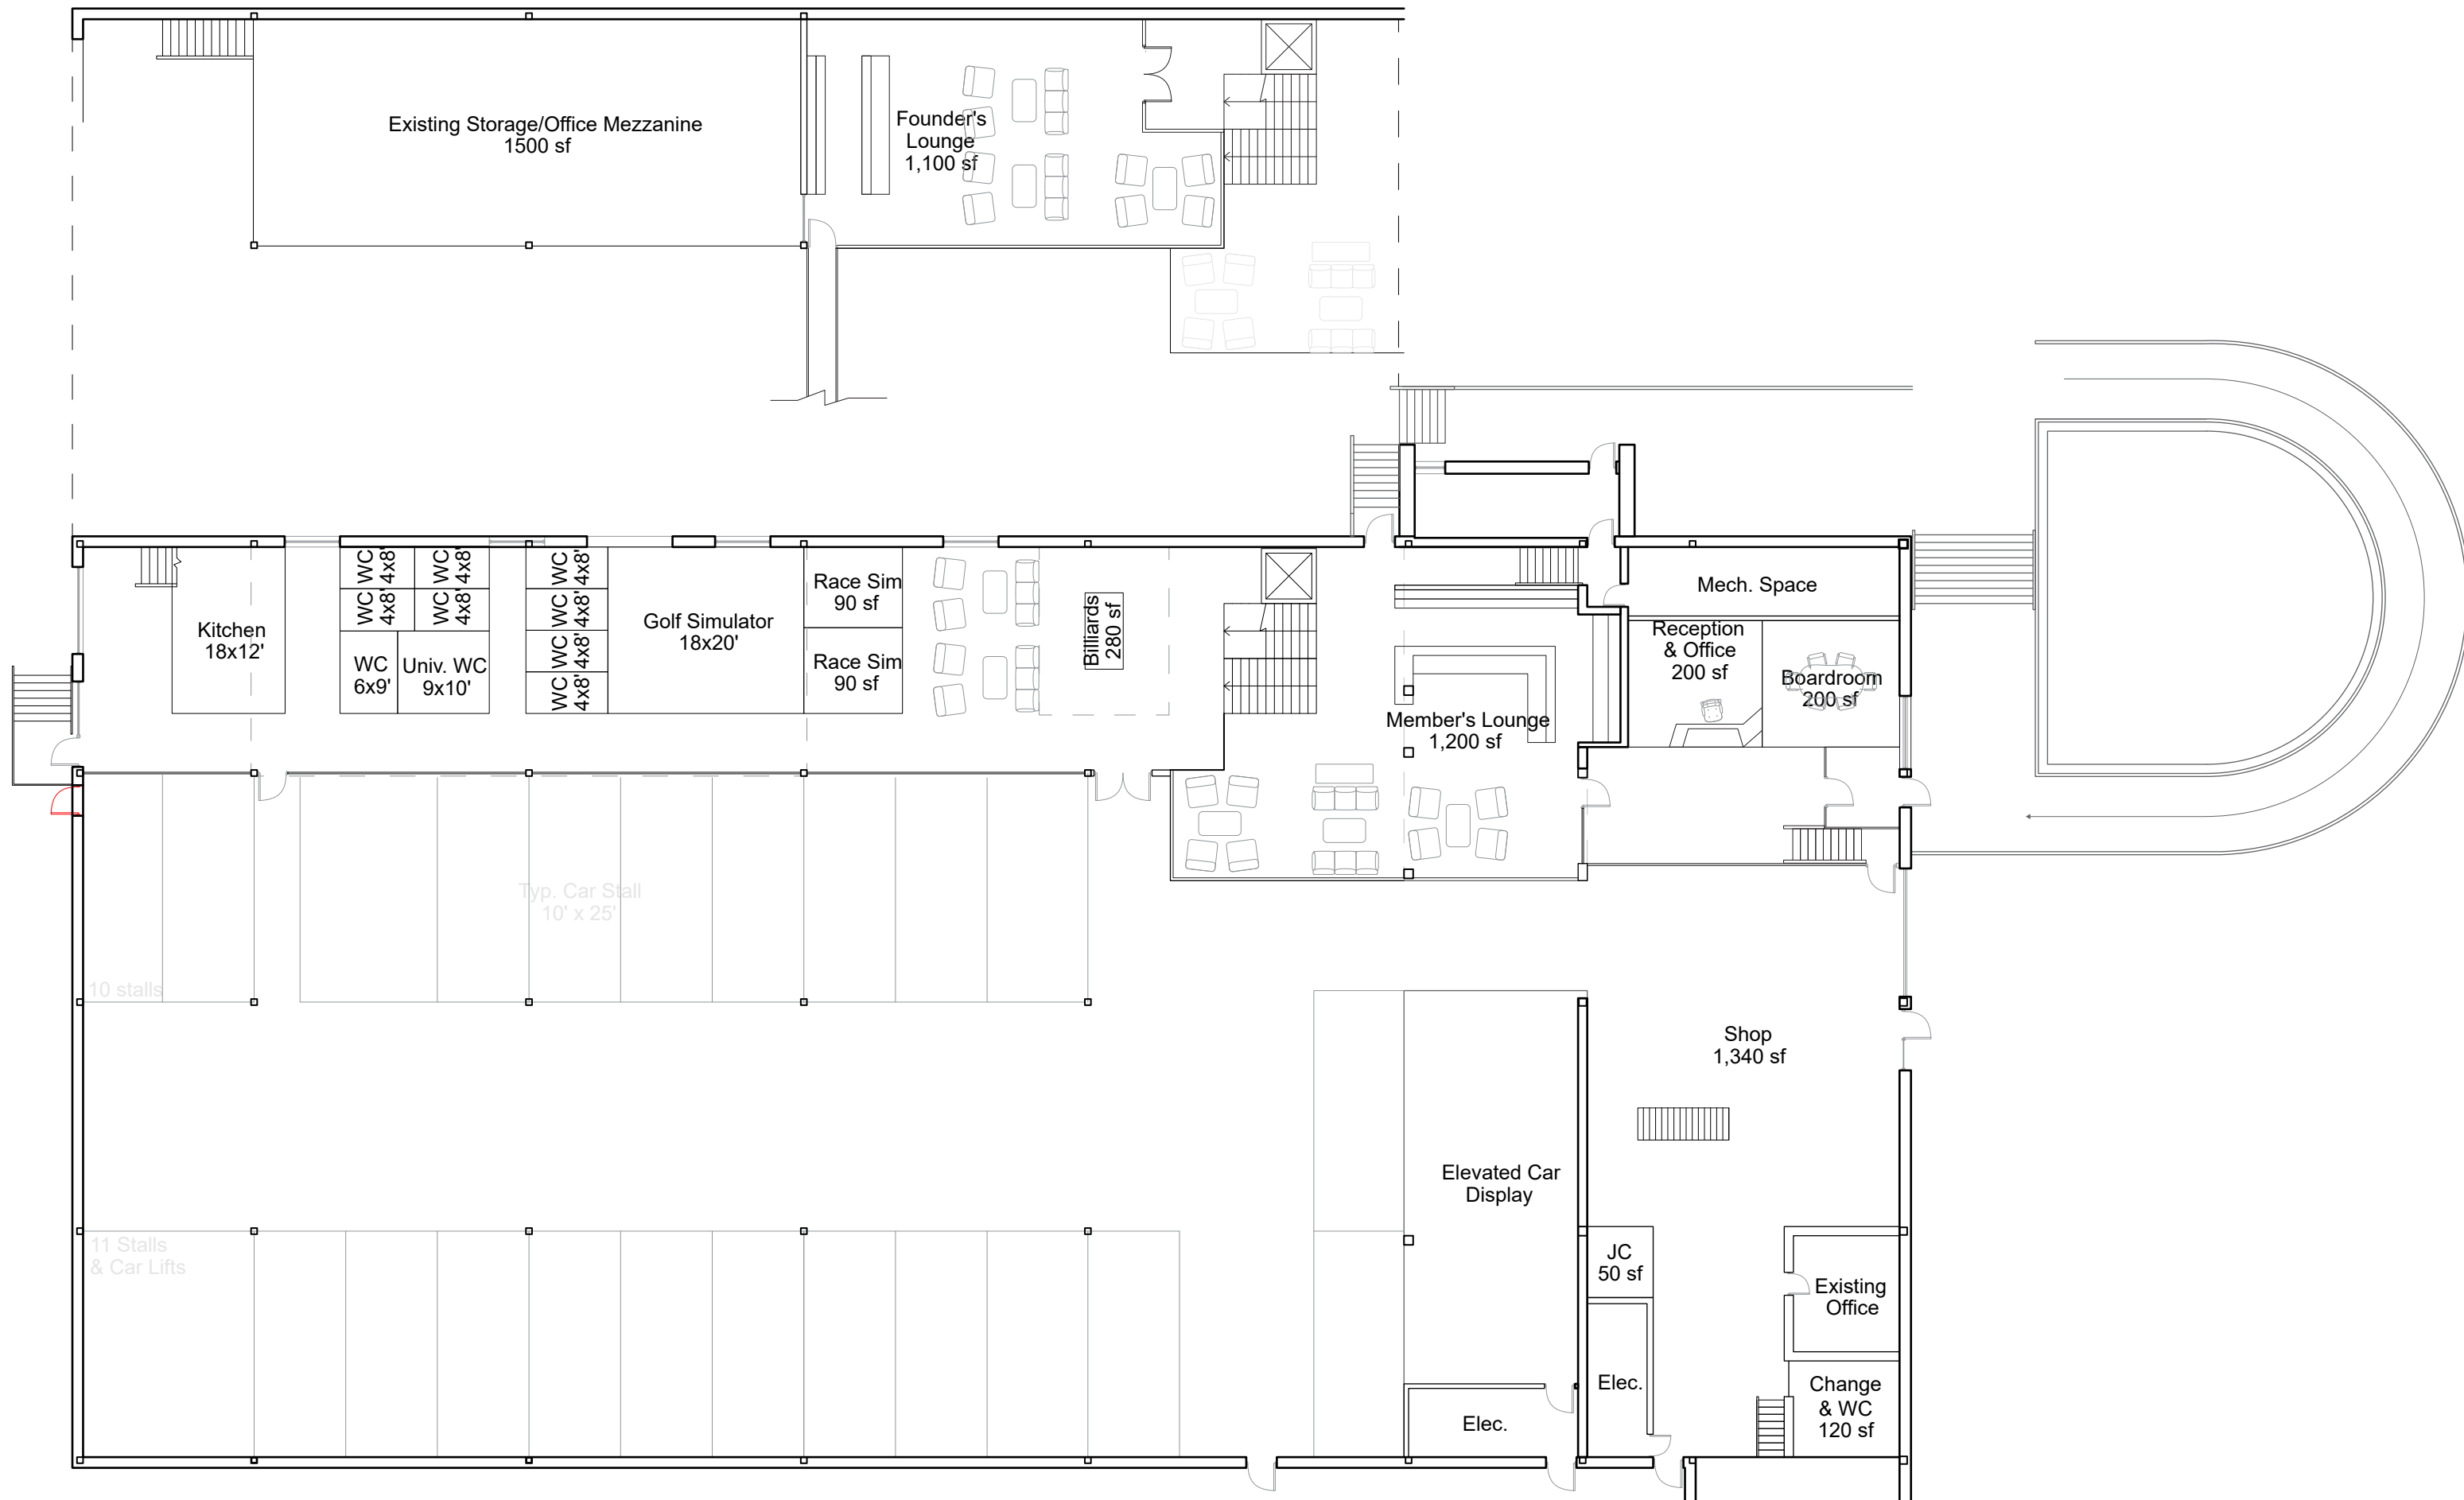 Existing Storage/Office Mezzanine
1500 sf
Founder's
Lounge
1,100 sf
Kitchen
18x12'
WC
4x8'
WC
4x8'
WC
4x8'
WC
4x8'
WC
6x9'
Univ. WC
9x10'
WC
4x8'
WC
4x8'
WC
4x8'
WC
4x8'
Golf Simulator
18x20'
Race Sim
90 sf
Race Sim
90 sf
Billiards
280 sf
Member's Lounge
1,200 sf
Mech. Space
Reception
& Office
200 sf
Boardroom
200 sf
Typ. Car Stall
10' x 25'
10 stalls
Shop
1,340 sf
Elevated Car
Display
11 Stalls
& Car Lifts
JC
50 sf
Existing
Office
Elec.
Elec.
Change
& WC
120 sf